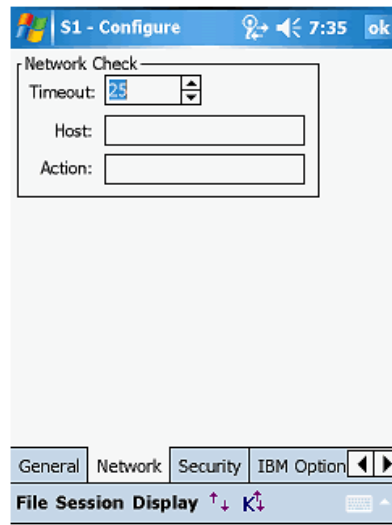 S1 - Configure 7:35 ok
Network Check
Timeout: 25
Host:
Action:
General Network Security IBM Option
File Session Display K